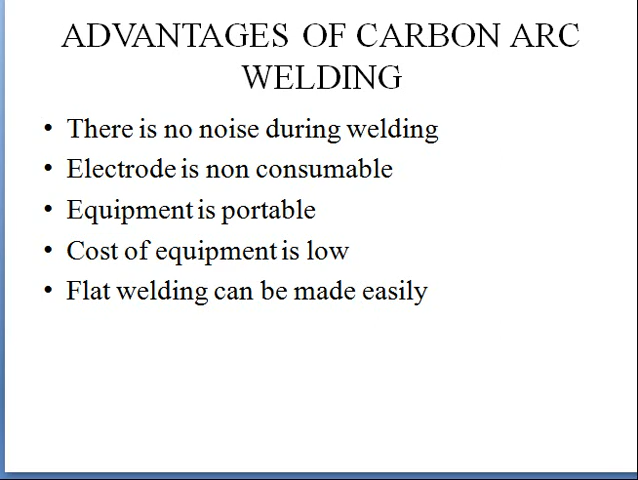 ADVANTAGES OF CARBON ARC
WELDING
• There is no noise during welding
• Electrode is non consumable
• Equipment is portable
• Cost of equipment is low
• Flat welding can be made easily